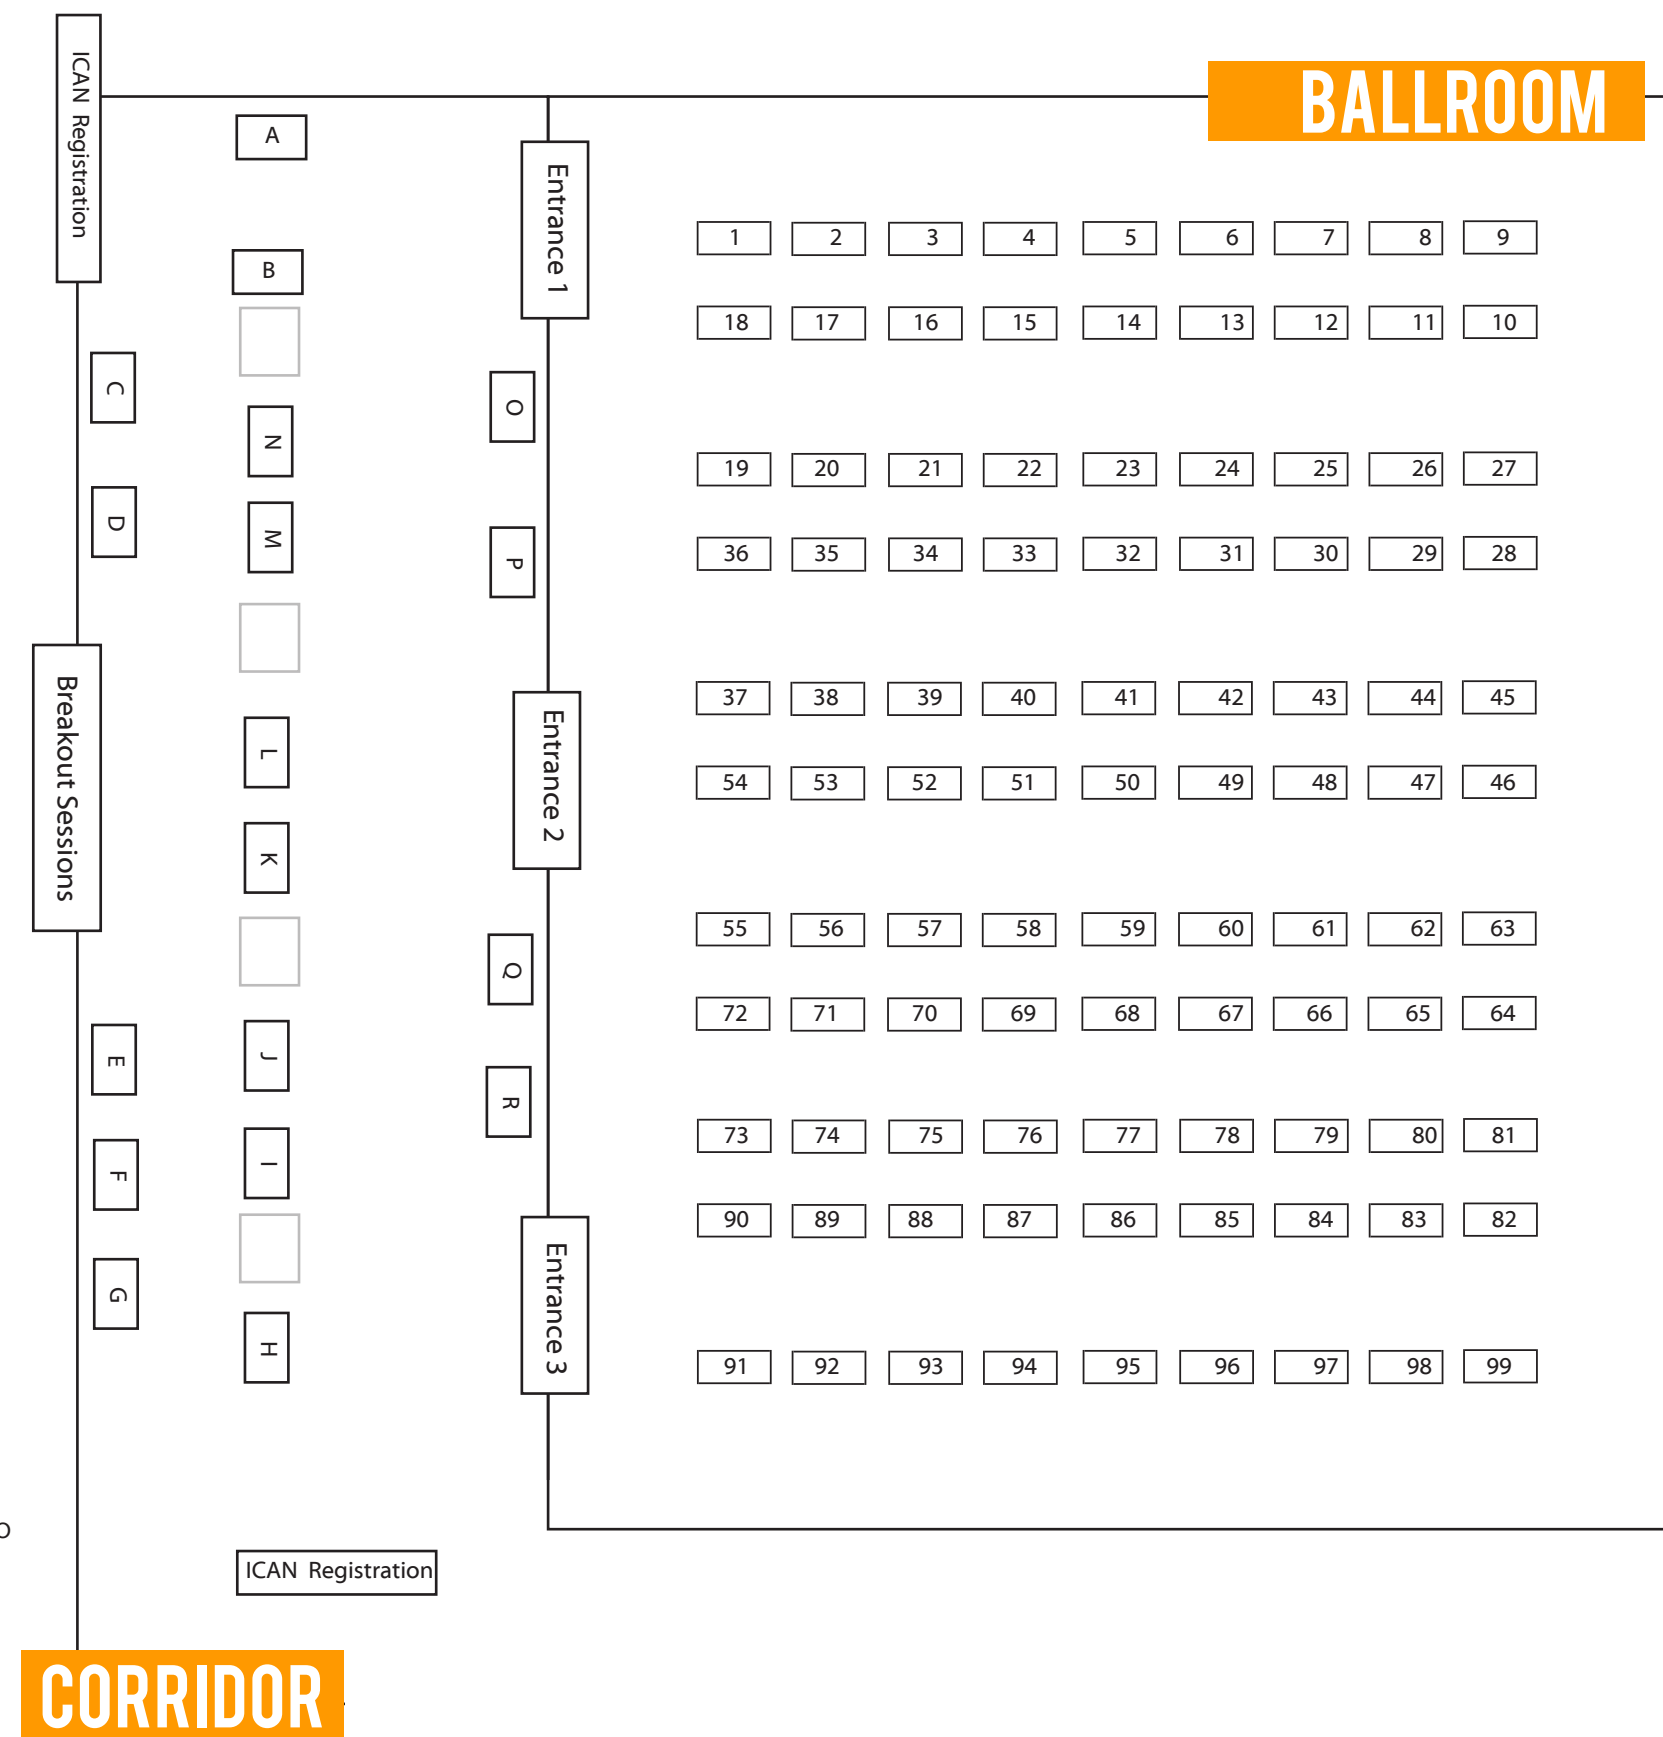 ICAN Registration
BALLROOM
A
Entrance 1
1 2 3 4 5 6 7 8 9
B
18 17 16 15 14 13 12 11 10
C
O
N
19 20 21 22 23 24 25 26 27
D
M
P
36 35 34 33 32 31 30 29 28
Breakout Sessions
Entrance 2
37 38 39 40 41 42 43 44 45
L
54 53 52 51 50 49 48 47 46
K
55 56 57 58 59 60 61 62 63
Q
72 71 70 69 68 67 66 65 64
E
J
R
73 74 75 76 77 78 79 80 81
F
I
90 89 88 87 86 85 84 83 82
G
Entrance 3
H
91 92 93 94 95 96 97 98 99
ICAN Registration
CORRIDOR